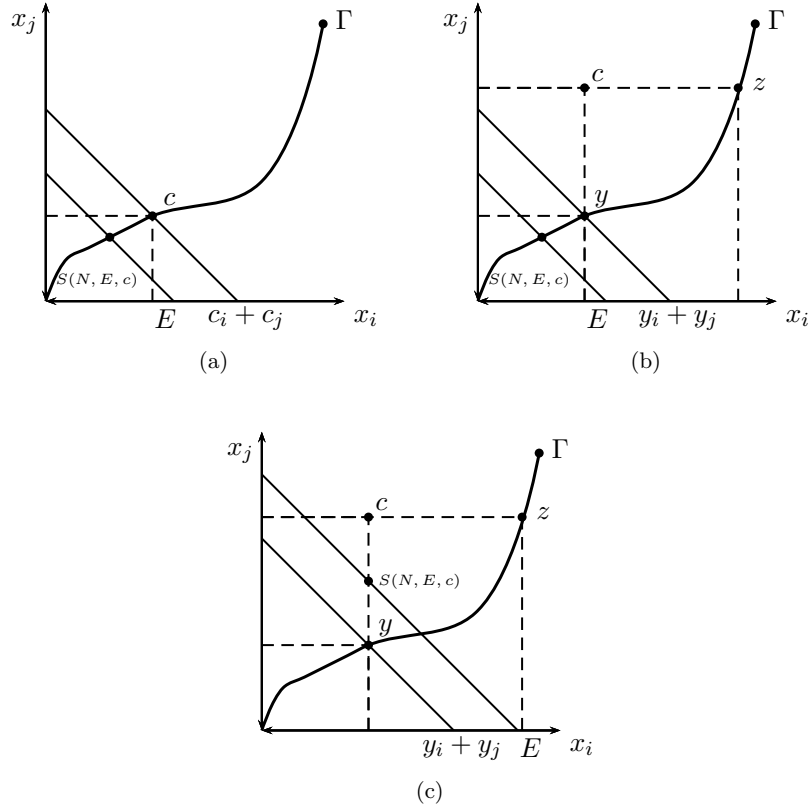 x_j
Γ
c
S(N, E, c)
E
c_i + c_j
x_i
(a)
x_j
Γ
c
z
y
S(N, E, c)
E
y_i + y_j
x_i
(b)
x_j
Γ
c
z
S(N, E, c)
y
y_i + y_j
E
x_i
(c)